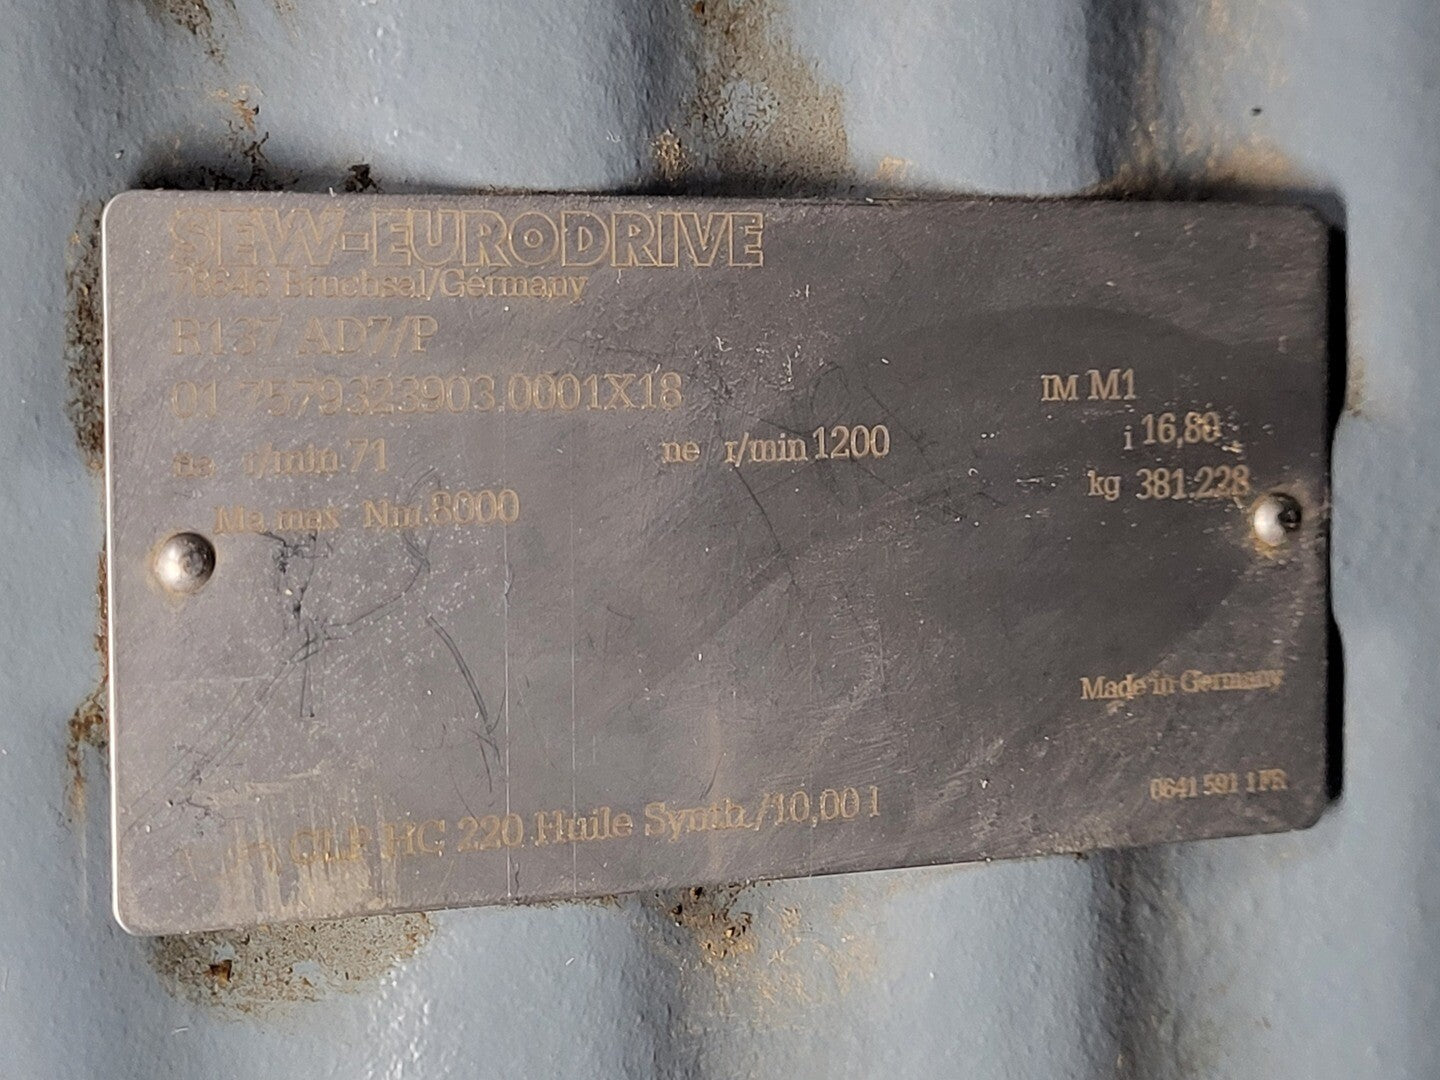 SEW-EURODRIVE
76646 Bruchsal/Germany
R137 AD7/P
01.7579323903.0001X18
IM M1
na r/min 71
ne r/min 1200
i 16,80
Ma max Nm 8000
kg 381.228
Made in Germany
CLP HC 220 Huile Synth./10,00 l
0641 591 1 FR